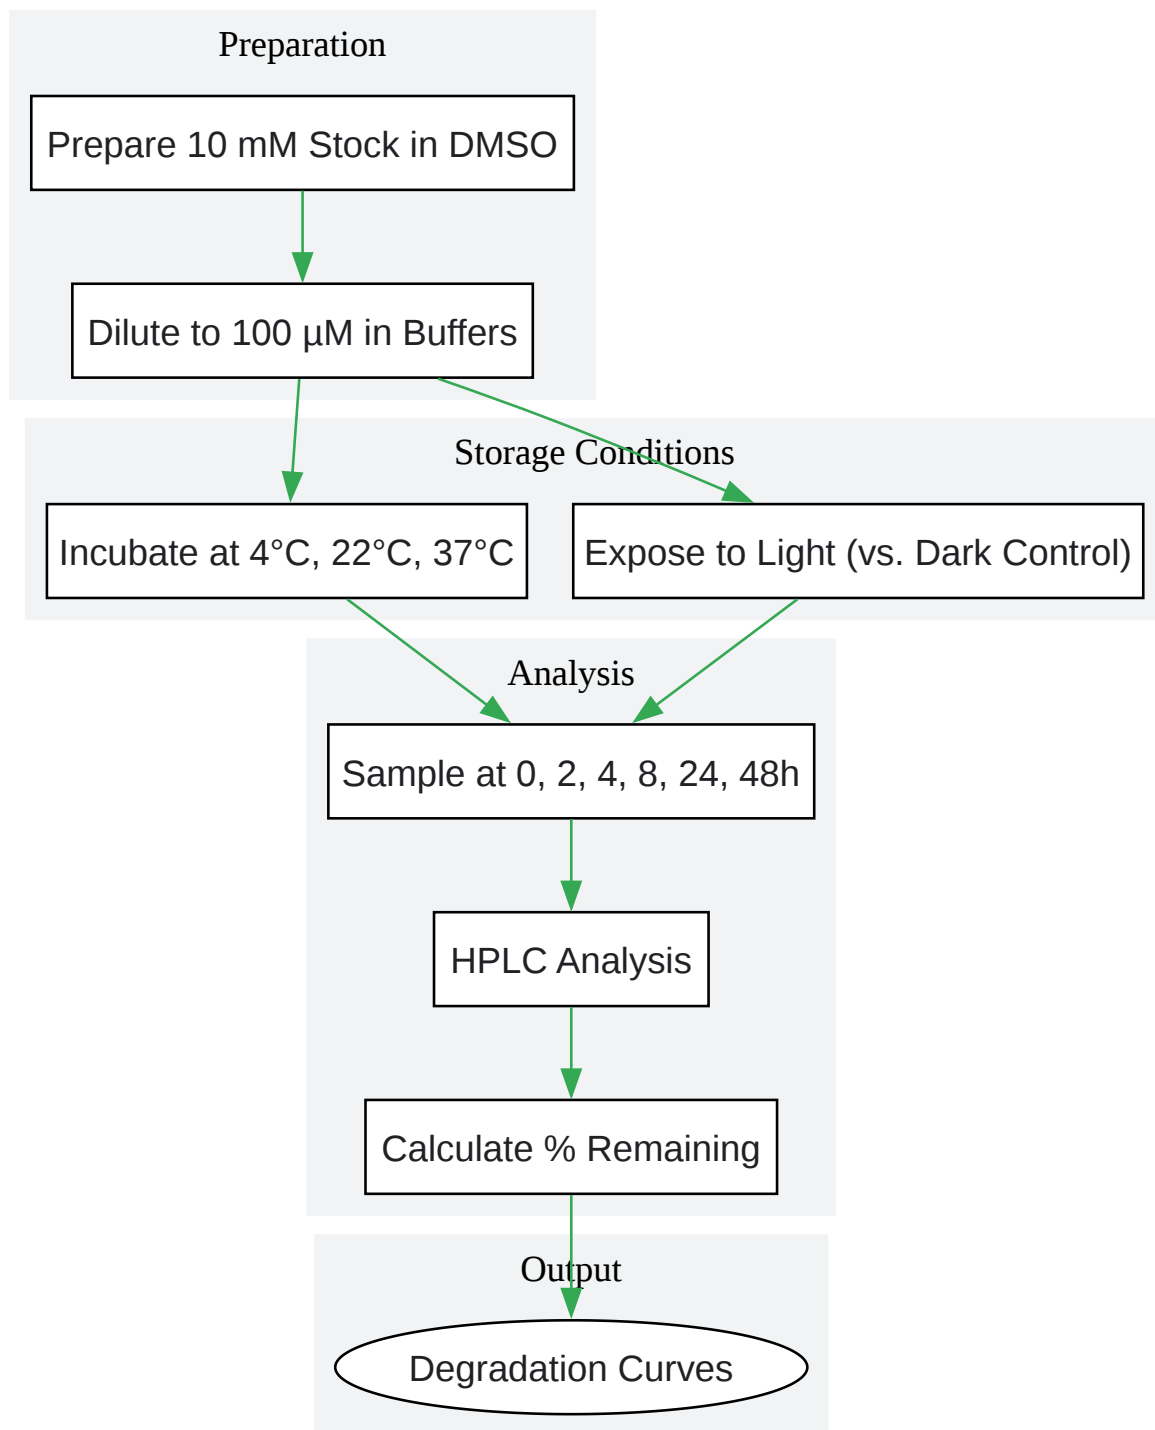 Preparation
Prepare 10 mM Stock in DMSO
Dilute to 100 µM in Buffers
Storage Conditions
Incubate at 4°C, 22°C, 37°C
Expose to Light (vs. Dark Control)
Analysis
Sample at 0, 2, 4, 8, 24, 48h
HPLC Analysis
Calculate % Remaining
Output
Degradation Curves